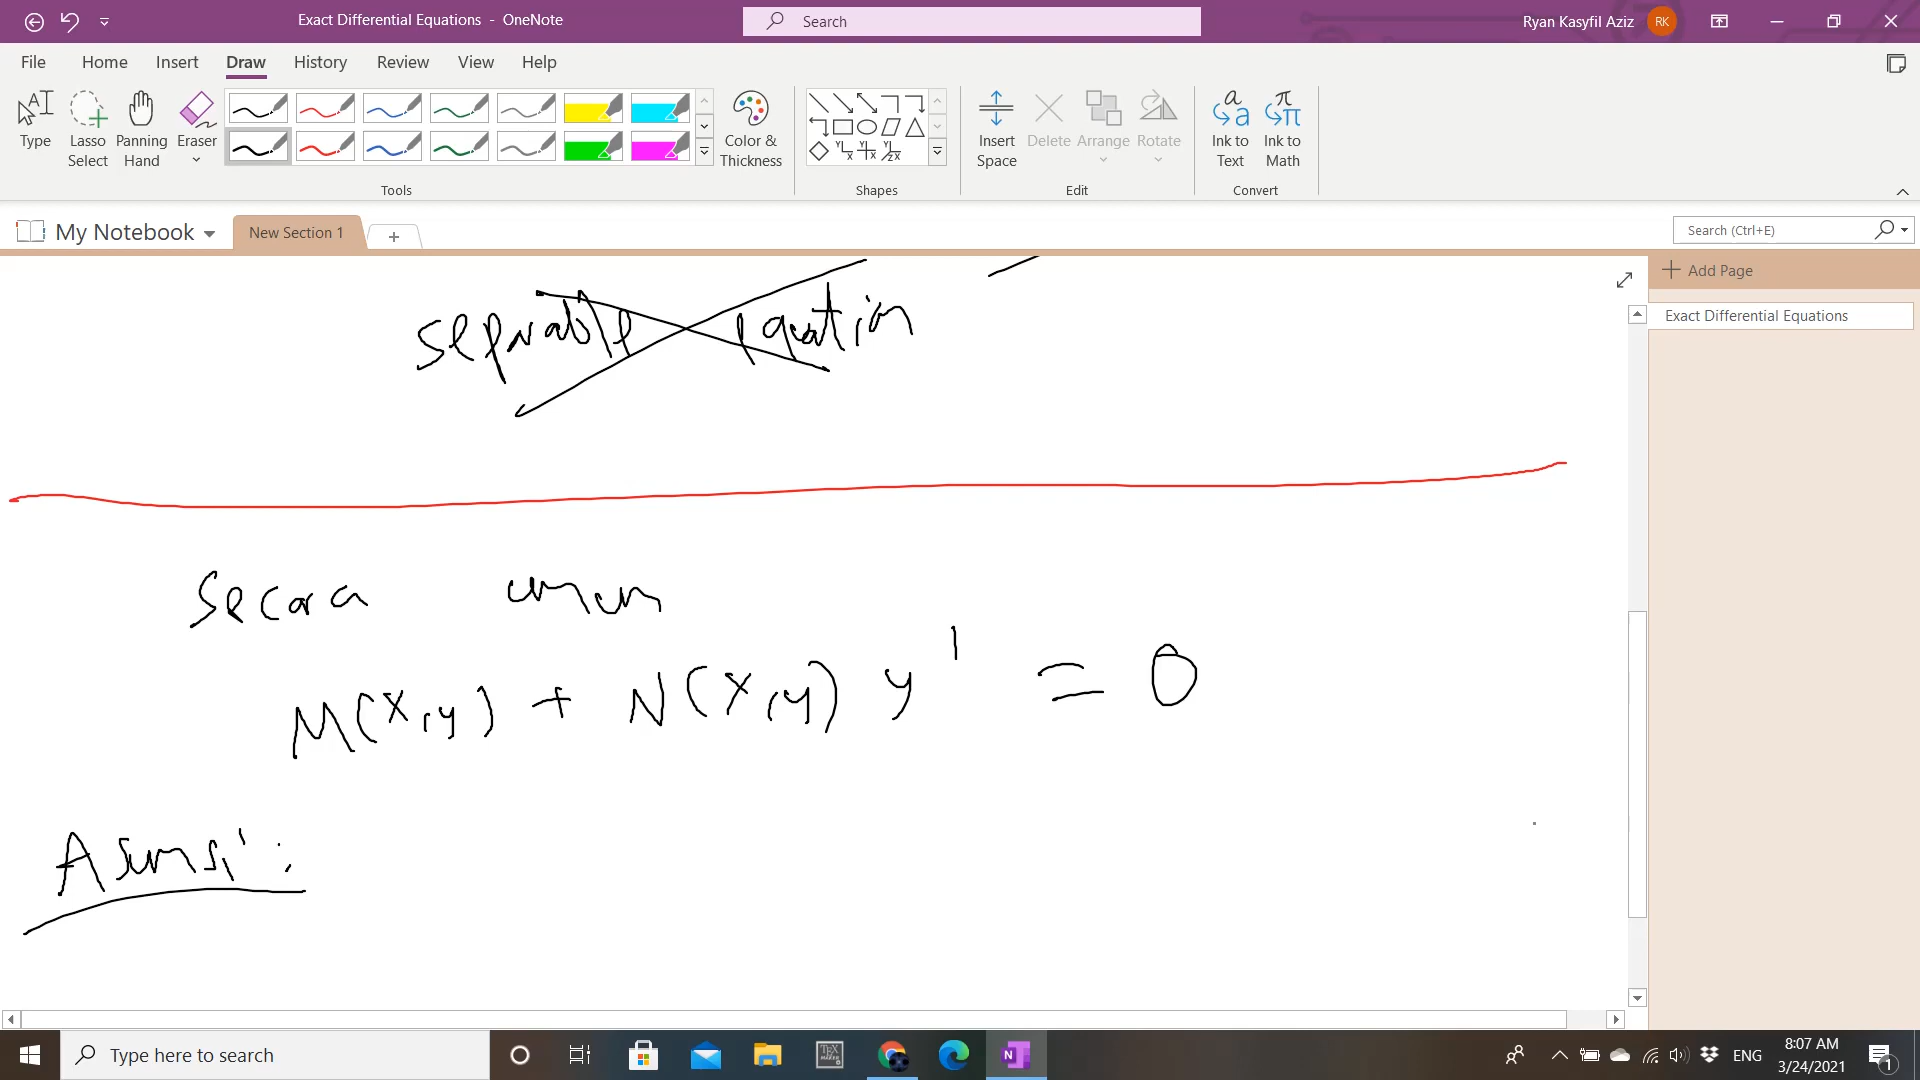 Exact Differential Equations - OneNote
Search
Ryan Kasyfil Aziz
RK
File Home Insert Draw History Review View Help
Type
Lasso Select
Panning Hand
Eraser
Color & Thickness
Insert Space
Delete
Arrange
Rotate
Ink to Text
Ink to Math
Tools
Shapes
Edit
Convert
My Notebook
New Section 1
Search (Ctrl+E)
Add Page
Exact Differential Equations
separable equation
Secara umum
M(x,y) + N(x,y) y' = 0
Asumsi :
Type here to search
ENG
8:07 AM
3/24/2021
1